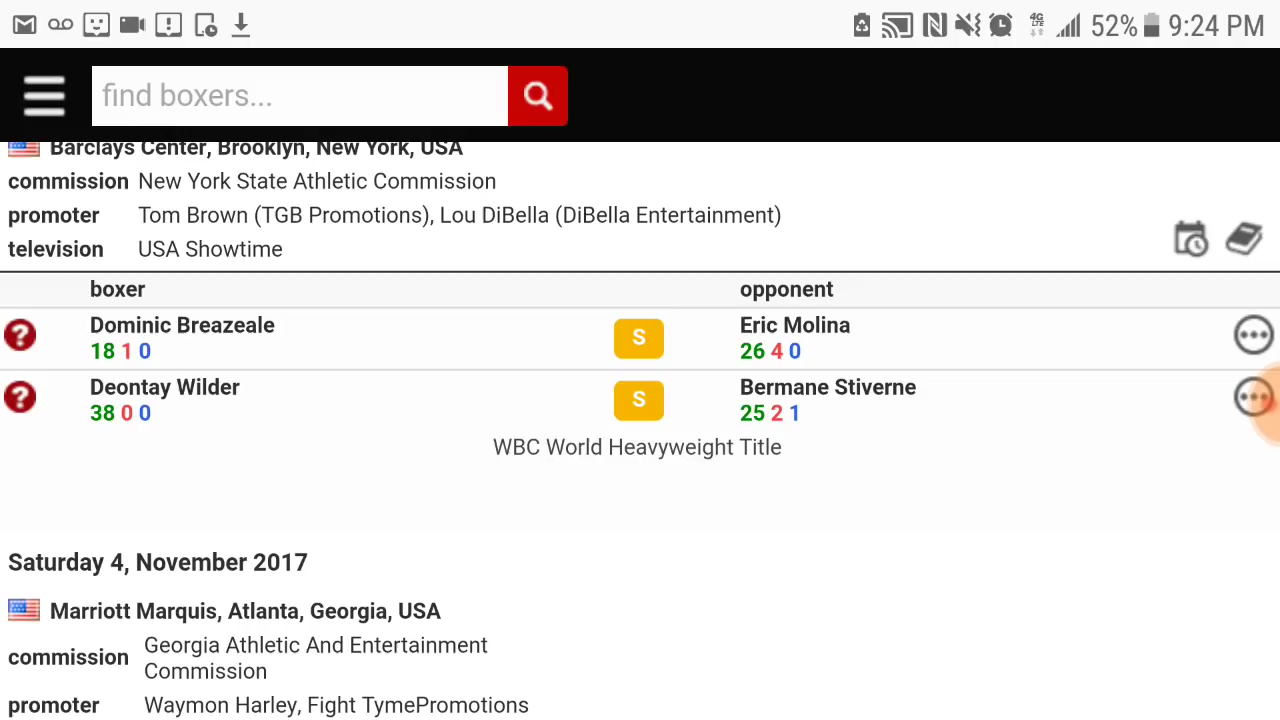 52% 9:24 PM
find boxers...
Barclays Center, Brooklyn, New York, USA
commission New York State Athletic Commission
promoter Tom Brown (TGB Promotions), Lou DiBella (DiBella Entertainment)
television USA Showtime
boxer opponent
Dominic Breazeale S Eric Molina
18 1 0 26 4 0
Deontay Wilder S Bermane Stiverne
38 0 0 25 2 1
WBC World Heavyweight Title
Saturday 4, November 2017
Marriott Marquis, Atlanta, Georgia, USA
commission Georgia Athletic And Entertainment
Commission
promoter Waymon Harley, Fight TymePromotions